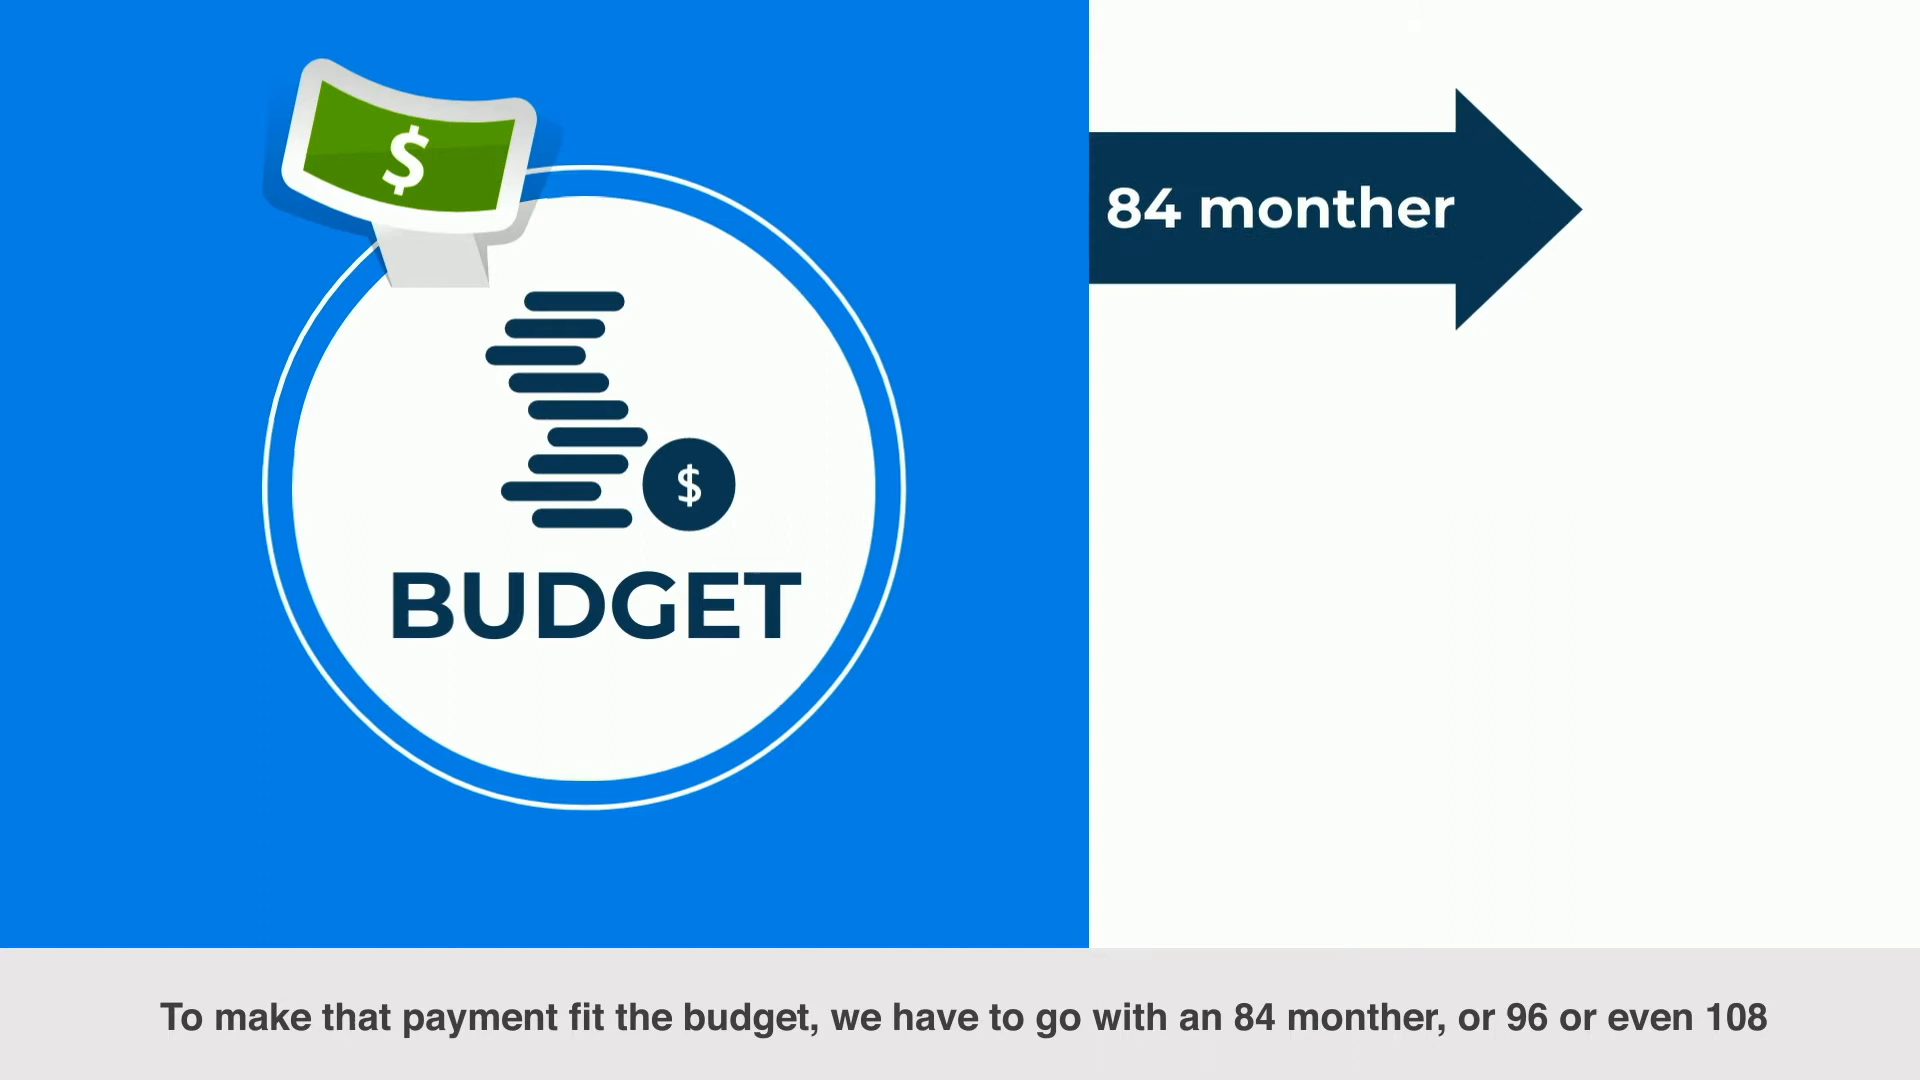 $
84 monther
$
BUDGET
To make that payment fit the budget, we have to go with an 84 monther, or 96 or even 108